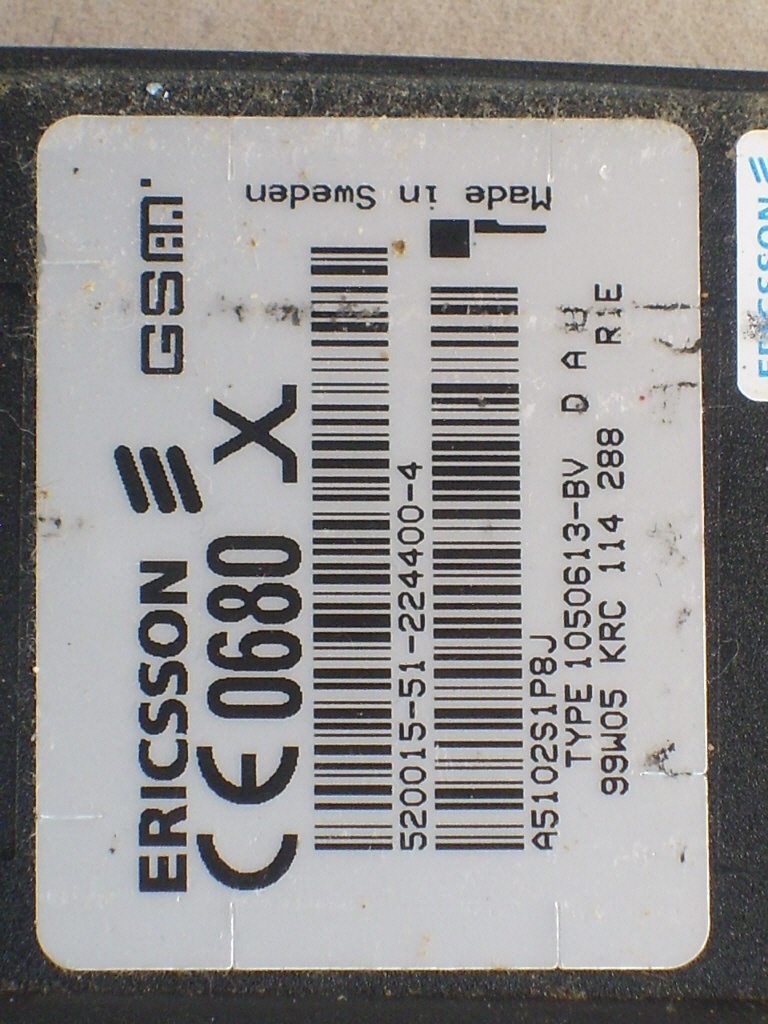 ERICSSON GSM
CE 0680 X
520015-51-224400-4
A5102S1P8J
TYPE 1050613-BV D A
99W05 KRC 114 288 R E
Made in Sweden
ERICSSON